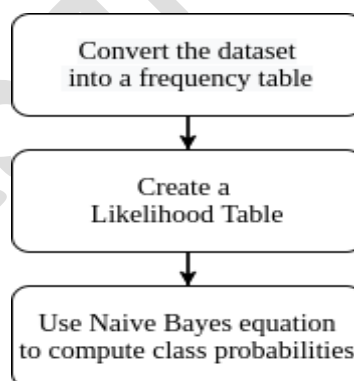 Convert the dataset
into a frequency table
Create a
Likelihood Table
Use Naive Bayes equation
to compute class probabilities